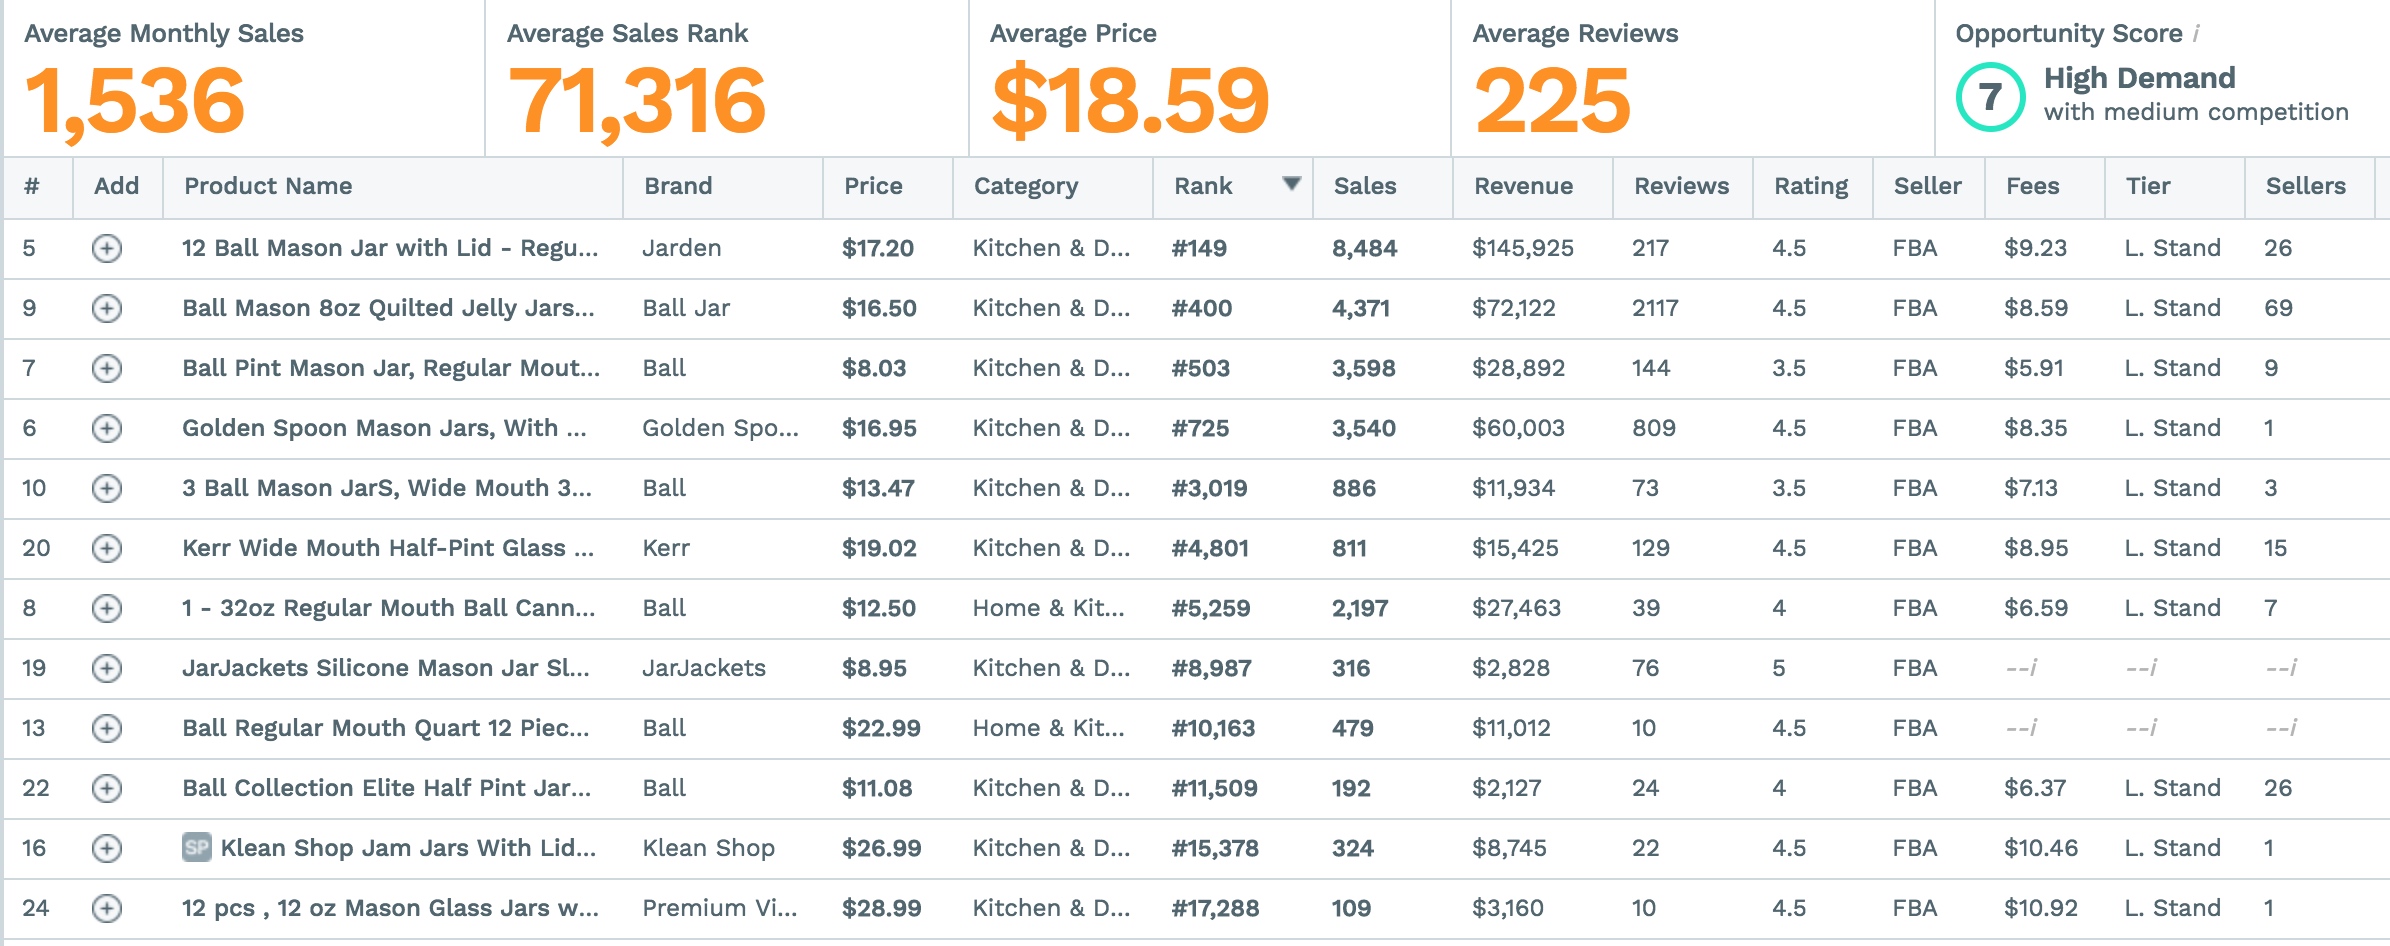 Average Monthly Sales Average Sales Rank Average Price Average Reviews Opportunity Score i
1,536 71,316 $18.59 225 7 High Demand
with medium competition
# Add Product Name Brand Price Category Rank Sales Revenue Reviews Rating Seller Fees Tier Sellers
5 12 Ball Mason Jar with Lid - Regu... Jarden $17.20 Kitchen & D... #149 8,484 $145,925 217 4.5 FBA $9.23 L. Stand 26
9 Ball Mason 8oz Quilted Jelly Jars... Ball Jar $16.50 Kitchen & D... #400 4,371 $72,122 2117 4.5 FBA $8.59 L. Stand 69
7 Ball Pint Mason Jar, Regular Mout... Ball $8.03 Kitchen & D... #503 3,598 $28,892 144 3.5 FBA $5.91 L. Stand 9
6 Golden Spoon Mason Jars, With ... Golden Spo... $16.95 Kitchen & D... #725 3,540 $60,003 809 4.5 FBA $8.35 L. Stand 1
10 3 Ball Mason JarS, Wide Mouth 3... Ball $13.47 Kitchen & D... #3,019 886 $11,934 73 3.5 FBA $7.13 L. Stand 3
20 Kerr Wide Mouth Half-Pint Glass ... Kerr $19.02 Kitchen & D... #4,801 811 $15,425 129 4.5 FBA $8.95 L. Stand 15
8 1 - 32oz Regular Mouth Ball Cann... Ball $12.50 Home & Kit... #5,259 2,197 $27,463 39 4 FBA $6.59 L. Stand 7
19 JarJackets Silicone Mason Jar Sl... JarJackets $8.95 Kitchen & D... #8,987 316 $2,828 76 5 FBA --i --i --i
13 Ball Regular Mouth Quart 12 Piec... Ball $22.99 Home & Kit... #10,163 479 $11,012 10 4.5 FBA --i --i --i
22 Ball Collection Elite Half Pint Jar... Ball $11.08 Kitchen & D... #11,509 192 $2,127 24 4 FBA $6.37 L. Stand 26
16 SP Klean Shop Jam Jars With Lid... Klean Shop $26.99 Kitchen & D... #15,378 324 $8,745 22 4.5 FBA $10.46 L. Stand 1
24 12 pcs , 12 oz Mason Glass Jars w... Premium Vi... $28.99 Kitchen & D... #17,288 109 $3,160 10 4.5 FBA $10.92 L. Stand 1